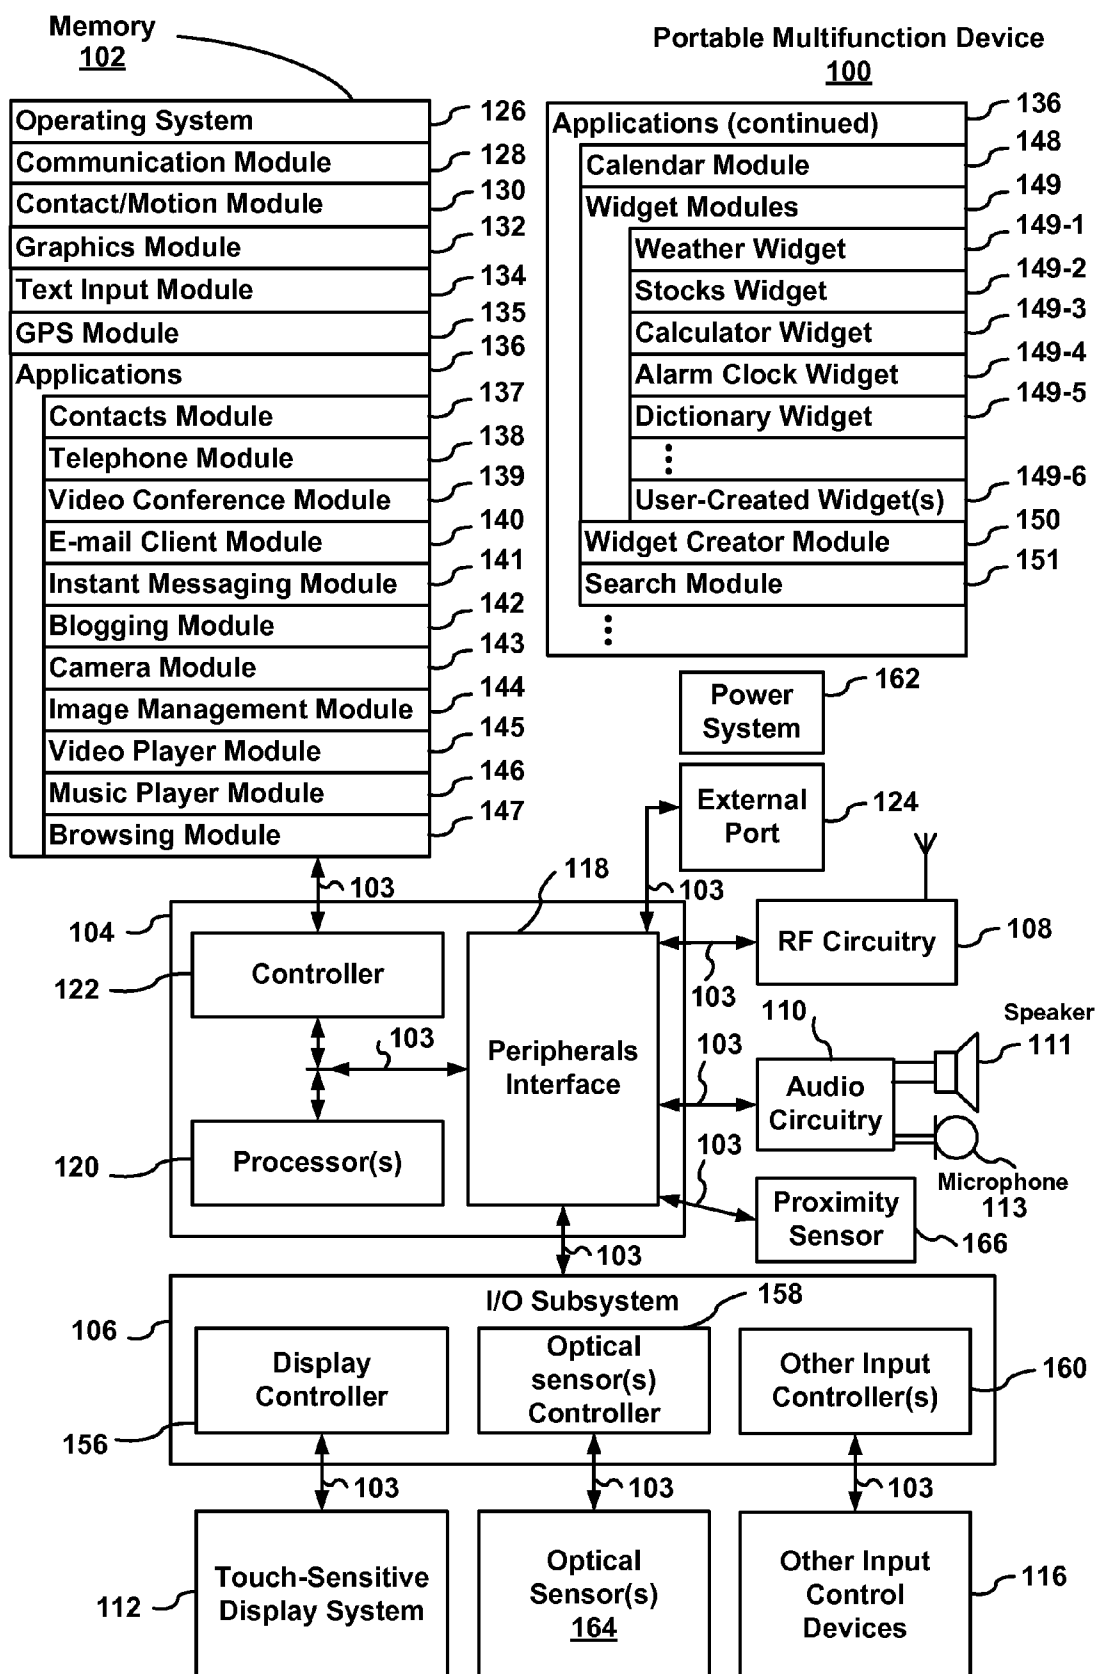 Memory
102
Portable Multifunction Device
100
Operating System
126
Communication Module
128
Contact/Motion Module
130
Graphics Module
132
Text Input Module
134
GPS Module
135
Applications
136
Contacts Module
137
Telephone Module
138
Video Conference Module
139
E-mail Client Module
140
Instant Messaging Module
141
Blogging Module
142
Camera Module
143
Image Management Module
144
Video Player Module
145
Music Player Module
146
Browsing Module
147
Applications (continued)
136
Calendar Module
148
Widget Modules
149
Weather Widget
149-1
Stocks Widget
149-2
Calculator Widget
149-3
Alarm Clock Widget
149-4
Dictionary Widget
149-5
User-Created Widget(s)
149-6
Widget Creator Module
150
Search Module
151
Power
System
162
External
Port
124
103
103
118
104
Controller
122
RF Circuitry
108
103
103
Peripherals
Interface
110
Speaker
111
103
Audio
Circuitry
Processor(s)
120
103
Microphone
113
Proximity
Sensor
166
103
I/O Subsystem
158
106
Display
Controller
156
Optical
sensor(s)
Controller
Other Input
Controller(s)
160
103
103
103
Touch-Sensitive
Display System
112
Optical
Sensor(s)
164
Other Input
Control
Devices
116